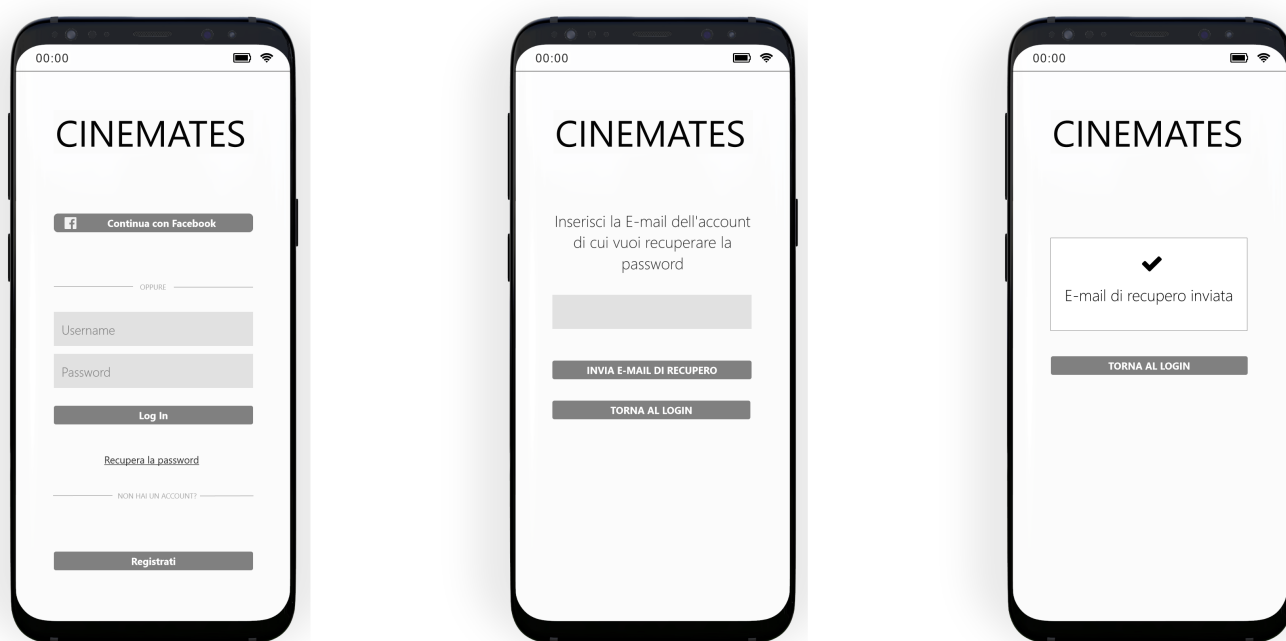 00:00
CINEMATES
Continua con Facebook
OPPURE
Username
Password
Log In
Recupera la password
NON HAI UN ACCOUNT?
Registrati
00:00
CINEMATES
Inserisci la E-mail dell'account
di cui vuoi recuperare la
password
INVIA E-MAIL DI RECUPERO
TORNA AL LOGIN
00:00
CINEMATES
E-mail di recupero inviata
TORNA AL LOGIN